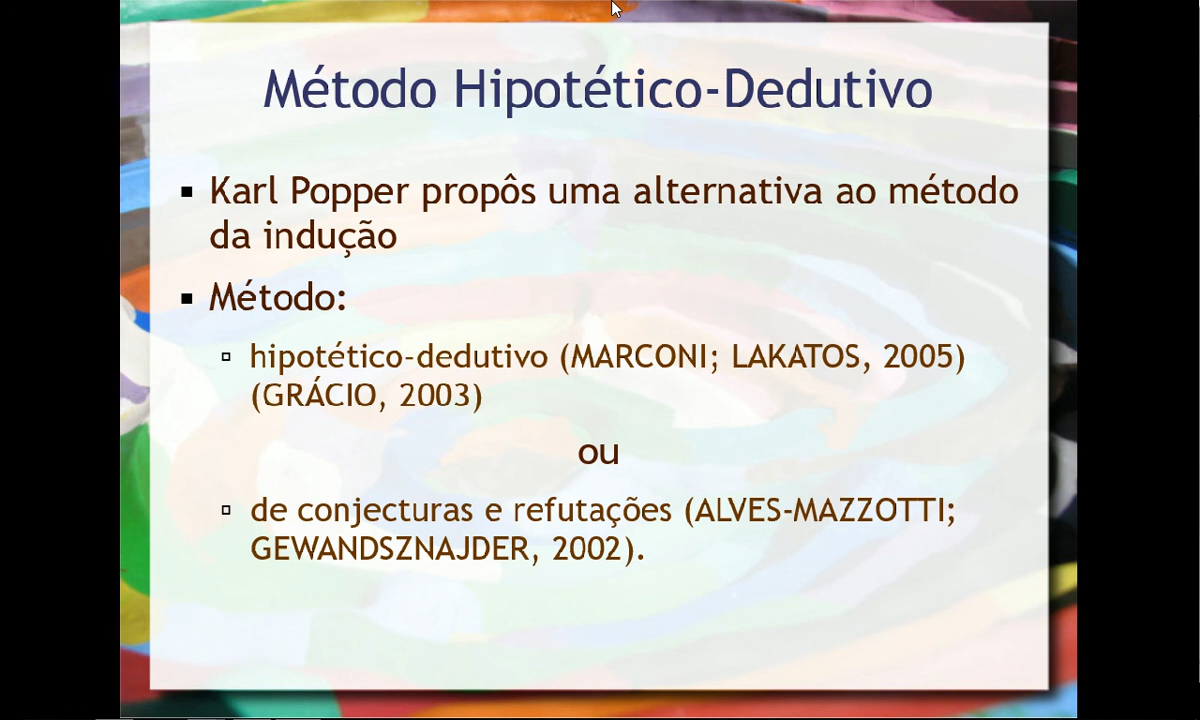 Método Hipotético-Dedutivo
Karl Popper propôs uma alternativa ao método
da indução
Método:
hipotético-dedutivo (MARCONI; LAKATOS, 2005)
(GRÁCIO, 2003)
ou
de conjecturas e refutações (ALVES-MAZZOTTI;
GEWANDSZNAJDER, 2002).